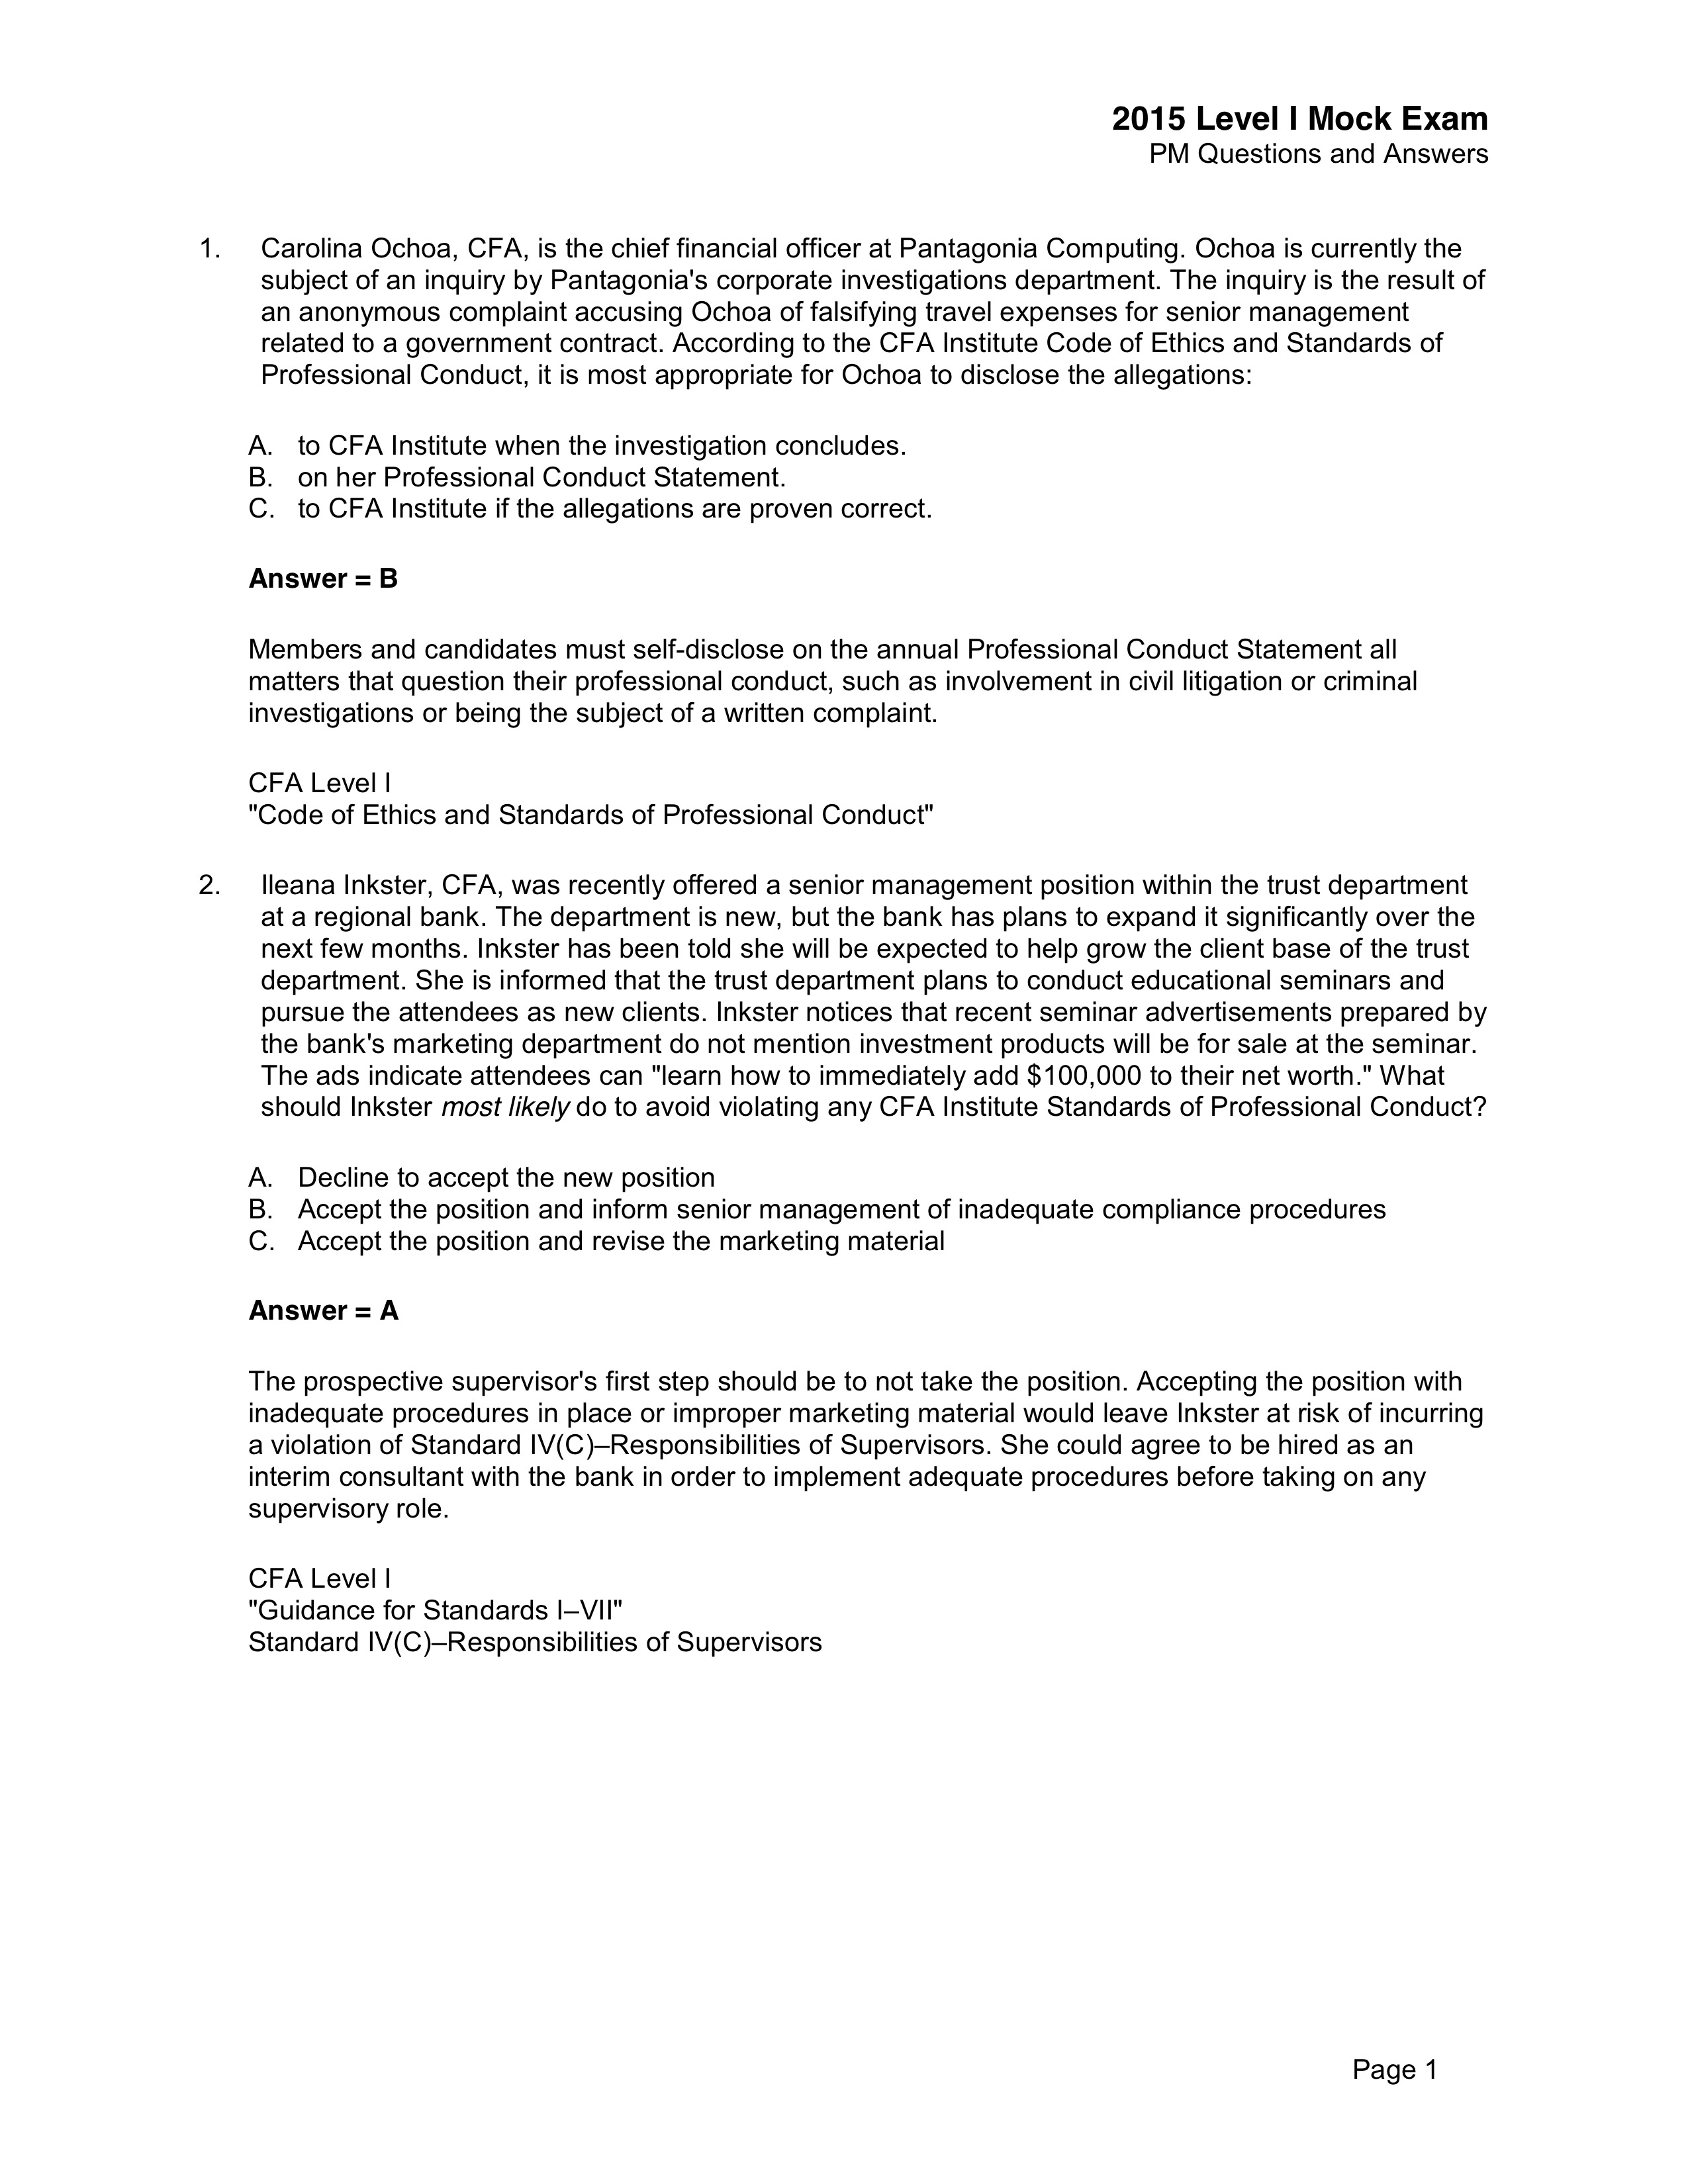 2015 Level I Mock Exam
PM Questions and Answers
1. Carolina Ochoa, CFA, is the chief financial officer at Pantagonia Computing. Ochoa is currently the
subject of an inquiry by Pantagonia's corporate investigations department. The inquiry is the result of
an anonymous complaint accusing Ochoa of falsifying travel expenses for senior management
related to a government contract. According to the CFA Institute Code of Ethics and Standards of
Professional Conduct, it is most appropriate for Ochoa to disclose the allegations:
A. to CFA Institute when the investigation concludes.
B. on her Professional Conduct Statement.
C. to CFA Institute if the allegations are proven correct.
Answer = B
Members and candidates must self-disclose on the annual Professional Conduct Statement all
matters that question their professional conduct, such as involvement in civil litigation or criminal
investigations or being the subject of a written complaint.
CFA Level I
"Code of Ethics and Standards of Professional Conduct"
2. Ileana Inkster, CFA, was recently offered a senior management position within the trust department
at a regional bank. The department is new, but the bank has plans to expand it significantly over the
next few months. Inkster has been told she will be expected to help grow the client base of the trust
department. She is informed that the trust department plans to conduct educational seminars and
pursue the attendees as new clients. Inkster notices that recent seminar advertisements prepared by
the bank's marketing department do not mention investment products will be for sale at the seminar.
The ads indicate attendees can "learn how to immediately add $100,000 to their net worth." What
should Inkster most likely do to avoid violating any CFA Institute Standards of Professional Conduct?
A. Decline to accept the new position
B. Accept the position and inform senior management of inadequate compliance procedures
C. Accept the position and revise the marketing material
Answer = A
The prospective supervisor's first step should be to not take the position. Accepting the position with
inadequate procedures in place or improper marketing material would leave Inkster at risk of incurring
a violation of Standard IV(C)–Responsibilities of Supervisors. She could agree to be hired as an
interim consultant with the bank in order to implement adequate procedures before taking on any
supervisory role.
CFA Level I
"Guidance for Standards I–VII"
Standard IV(C)–Responsibilities of Supervisors
Page 1